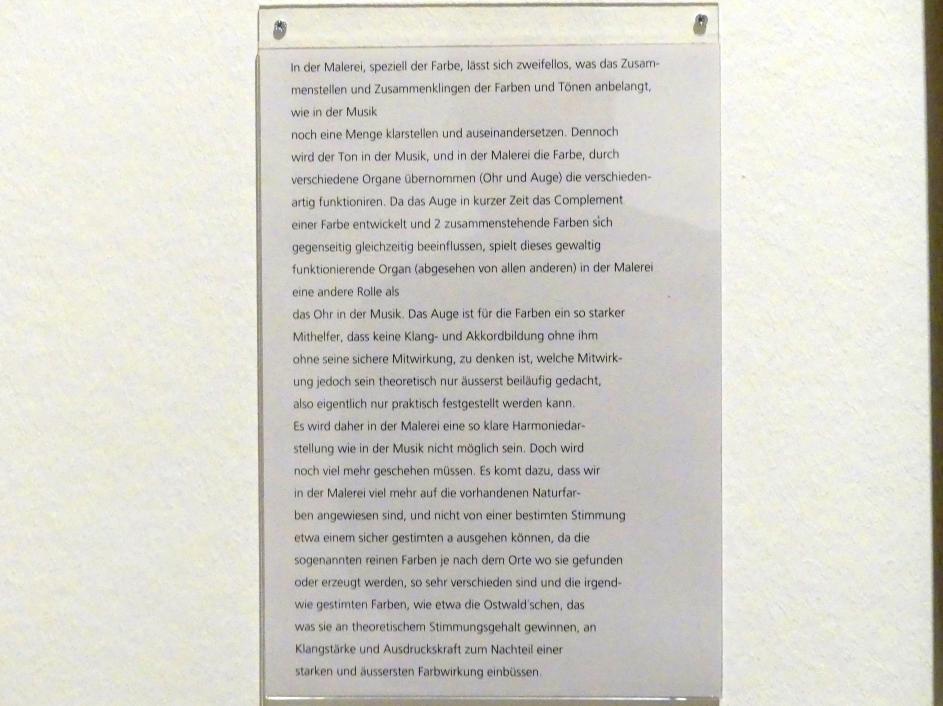 In der Malerei, speziell der Farbe, lässt sich zweifellos, was das Zusam-
menstellen und Zusammenklingen der Farben und Tönen anbelangt,
wie in der Musik
noch eine Menge klarstellen und auseinandersetzen. Dennoch
wird der Ton in der Musik, und in der Malerei die Farbe, durch
verschiedene Organe übernommen (Ohr und Auge) die verschieden-
artig funktioniren. Da das Auge in kurzer Zeit das Complement
einer Farbe entwickelt und 2 zusammenstehende Farben sich
gegenseitig gleichzeitig beeinflussen, spielt dieses gewaltig
funktionierende Organ (abgesehen von allen anderen) in der Malerei
eine andere Rolle als
das Ohr in der Musik. Das Auge ist für die Farben ein so starker
Mithelfer, dass keine Klang- und Akkordbildung ohne ihm
ohne seine sichere Mitwirkung, zu denken ist, welche Mitwirk-
ung jedoch sein theoretisch nur äusserst beiläufig gedacht,
also eigentlich nur praktisch festgestellt werden kann.
Es wird daher in der Malerei eine so klare Harmoniedar-
stellung wie in der Musik nicht möglich sein. Doch wird
noch viel mehr geschehen müssen. Es komt dazu, dass wir
in der Malerei viel mehr auf die vorhandenen Naturfar-
ben angewiesen sind, und nicht von einer bestimten Stimmung
etwa einem sicher gestimten a ausgehen können, da die
sogenannten reinen Farben je nach dem Orte wo sie gefunden
oder erzeugt werden, so sehr verschieden sind und die irgend-
wie gestimten Farben, wie etwa die Ostwald'schen, das
was sie an theoretischem Stimmungsgehalt gewinnen, an
Klangstärke und Ausdruckskraft zum Nachteil einer
starken und äussersten Farbwirkung einbüssen.